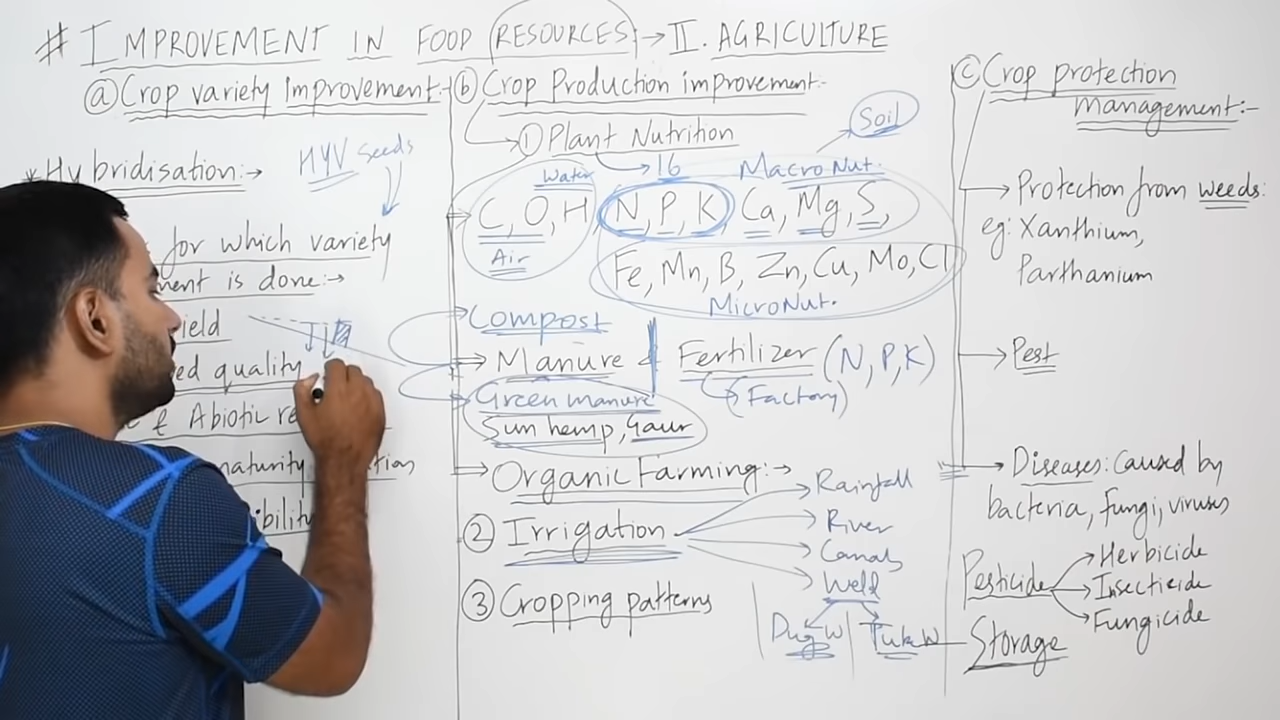 # IMPROVEMENT IN FOOD RESOURCES → II. AGRICULTURE
ⓐ Crop variety improvement:-
HYV Seeds
*Hybridisation:→
for which variety
ment is done:→
ield
ed quality
& Abiotic re
maturity
ion
ibility
ⓑ Crop Production improvement:-
① Plant Nutrition
→ 16
Water
Macro Nut.
Soil
C, O, H
N, P, K
Ca, Mg, S,
Air
Fe, Mn, B, Zn, Cu, Mo, Cl
MicroNut.
Compost
→ Manure & Fertilizer (N, P, K)
Green manure
(Factory)
Sun hemp, Gaur
→ Organic Farming:→
② Irrigation
Rainfall
River
Canals
Weld
Dug W
③ Cropping patterns
ⓒ Crop protection
management:-
→ Protection from weeds:
eg: Xanthium,
Parthanium
→ Pest
→ Diseases: Caused by
bacteria, fungi, viruses
Pesticide
→ Herbicide
→ Insecticide
→ Fungicide
Storage